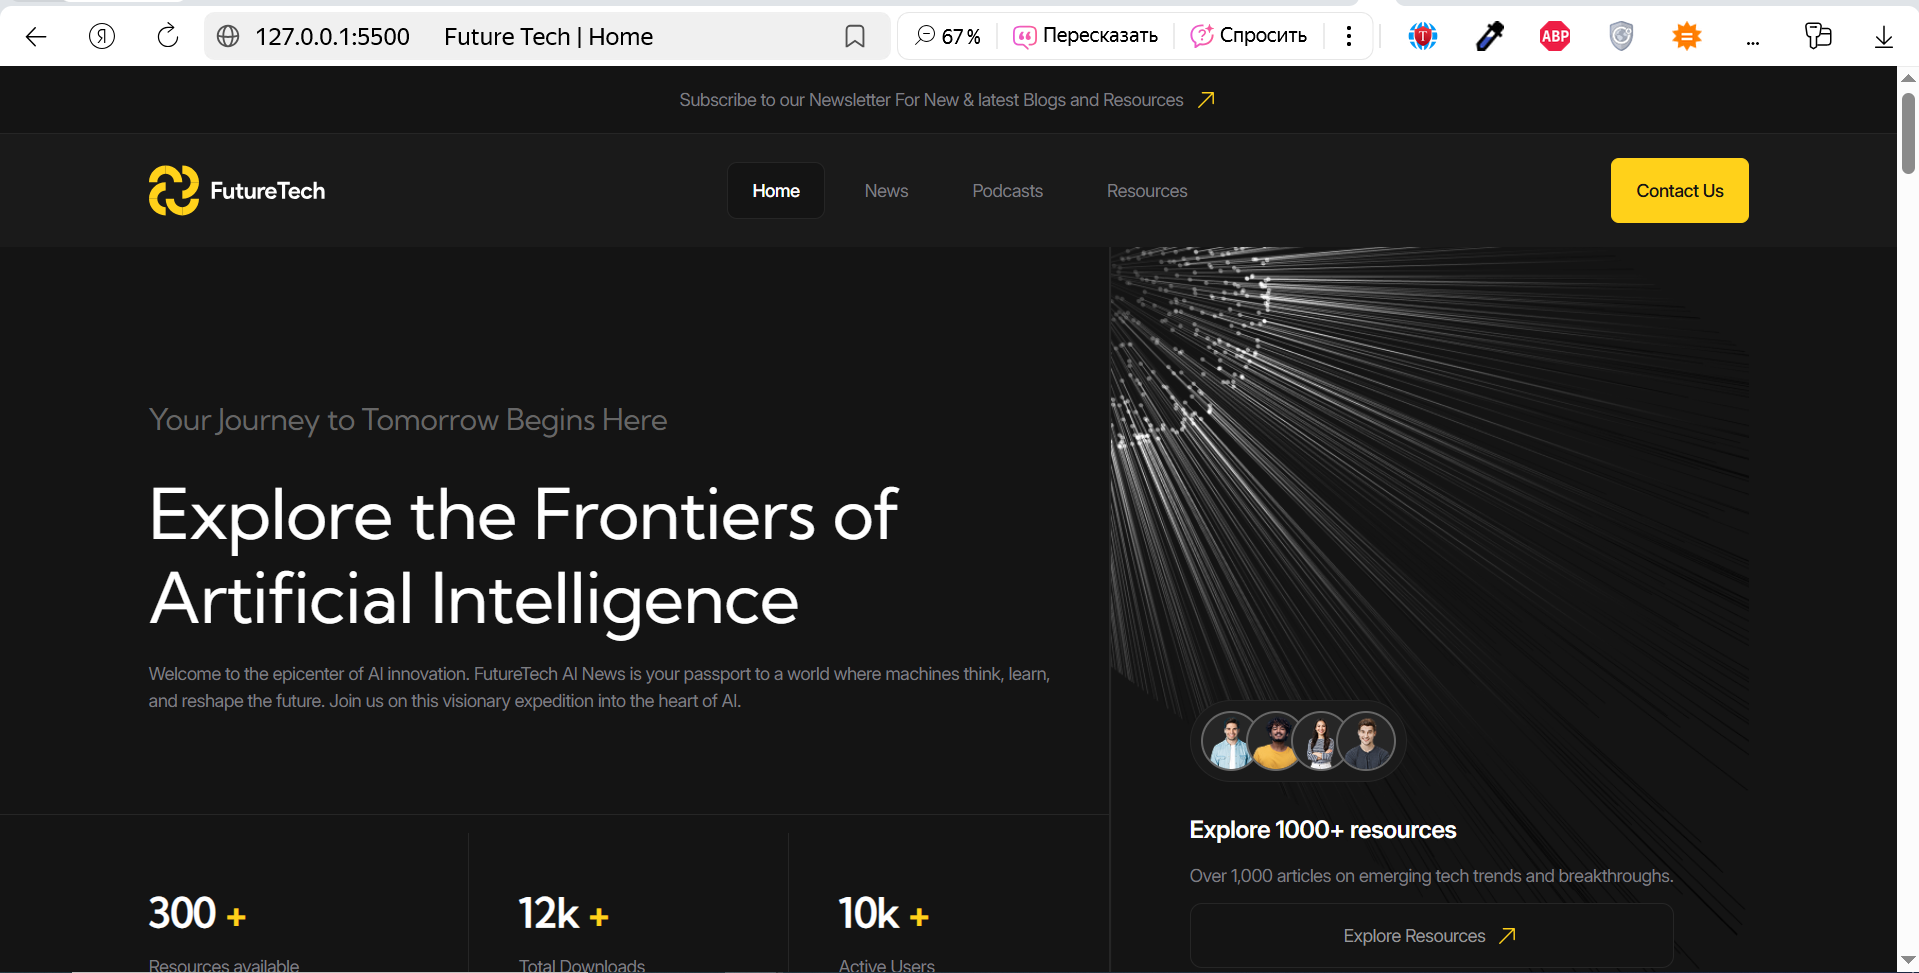 127.0.0.1:5500 Future Tech | Home 67 % Пересказать Спросить ABP ...
Subscribe to our Newsletter For New & latest Blogs and Resources
FutureTech Home News Podcasts Resources Contact Us
Your Journey to Tomorrow Begins Here
Explore the Frontiers of
Artificial Intelligence
Welcome to the epicenter of AI innovation. FutureTech AI News is your passport to a world where machines think, learn,
and reshape the future. Join us on this visionary expedition into the heart of AI.
300 +
Resources available
12k +
Total Downloads
10k +
Active Users
Explore 1000+ resources
Over 1,000 articles on emerging tech trends and breakthroughs.
Explore Resources